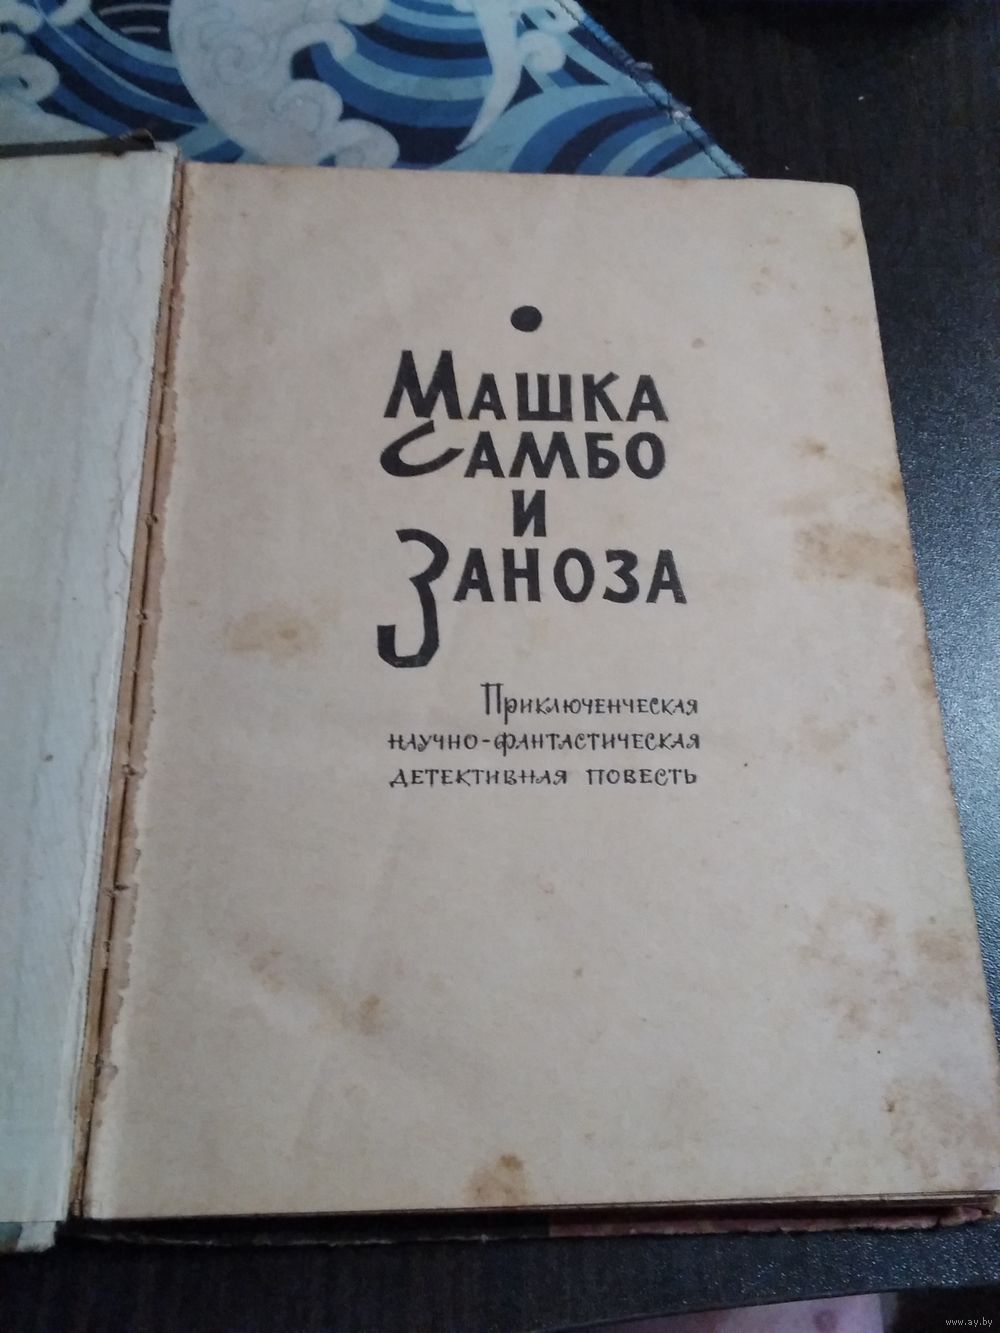 Машка
Самбо
и
Заноза
Приключенческая
научно-фантастическая
детективная повесть
www.ay.by